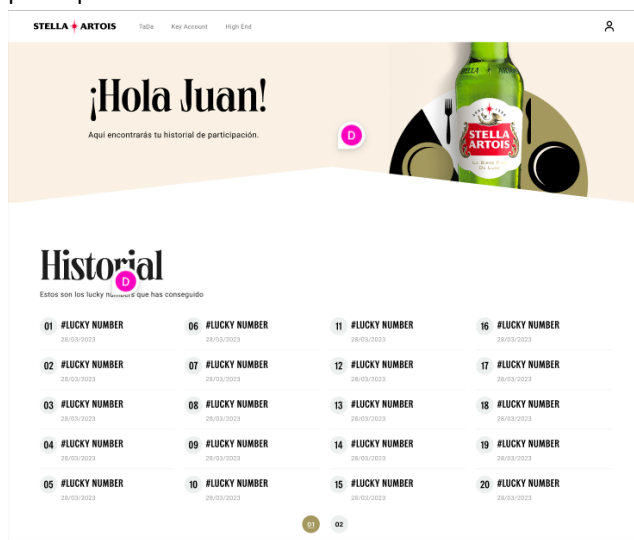 STELLA ARTOIS TaDa Key Account High End
¡Hola Juan!
Aquí encontrarás tu historial de participación.
D
STELLA
ARTOIS
Historial
D
Estos son los lucky numbers que has conseguido
01 #LUCKY NUMBER
28/03/2023
02 #LUCKY NUMBER
28/03/2023
03 #LUCKY NUMBER
28/03/2023
04 #LUCKY NUMBER
28/03/2023
05 #LUCKY NUMBER
28/03/2023
06 #LUCKY NUMBER
28/03/2023
07 #LUCKY NUMBER
28/03/2023
08 #LUCKY NUMBER
28/03/2023
09 #LUCKY NUMBER
28/03/2023
10 #LUCKY NUMBER
28/03/2023
11 #LUCKY NUMBER
28/03/2023
12 #LUCKY NUMBER
28/03/2023
13 #LUCKY NUMBER
28/03/2023
14 #LUCKY NUMBER
28/03/2023
15 #LUCKY NUMBER
28/03/2023
16 #LUCKY NUMBER
28/03/2023
17 #LUCKY NUMBER
28/03/2023
18 #LUCKY NUMBER
28/03/2023
19 #LUCKY NUMBER
28/03/2023
20 #LUCKY NUMBER
28/03/2023
01 02